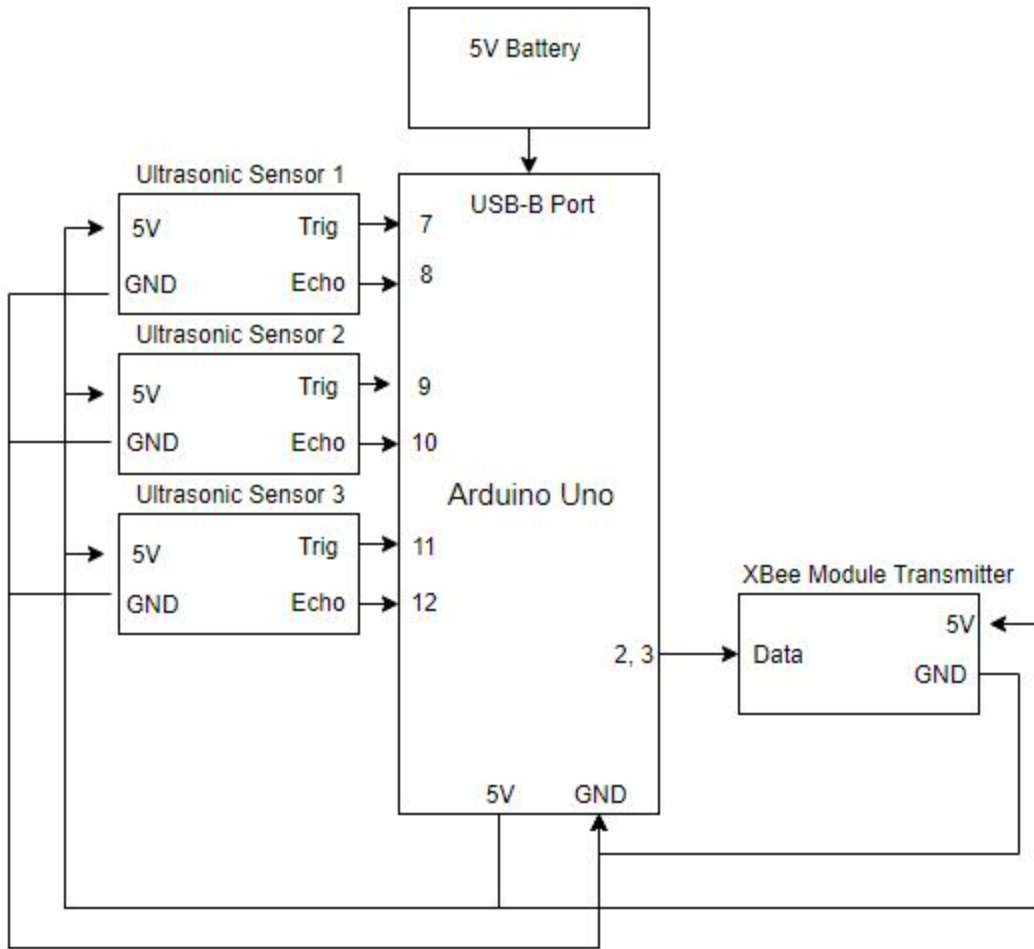 5V Battery
USB-B Port
Ultrasonic Sensor 1
5V
Trig
GND
Echo
7
8
Ultrasonic Sensor 2
5V
Trig
GND
Echo
9
10
Ultrasonic Sensor 3
5V
Trig
GND
Echo
11
12
Arduino Uno
2, 3
XBee Module Transmitter
Data
5V
GND
5V
GND